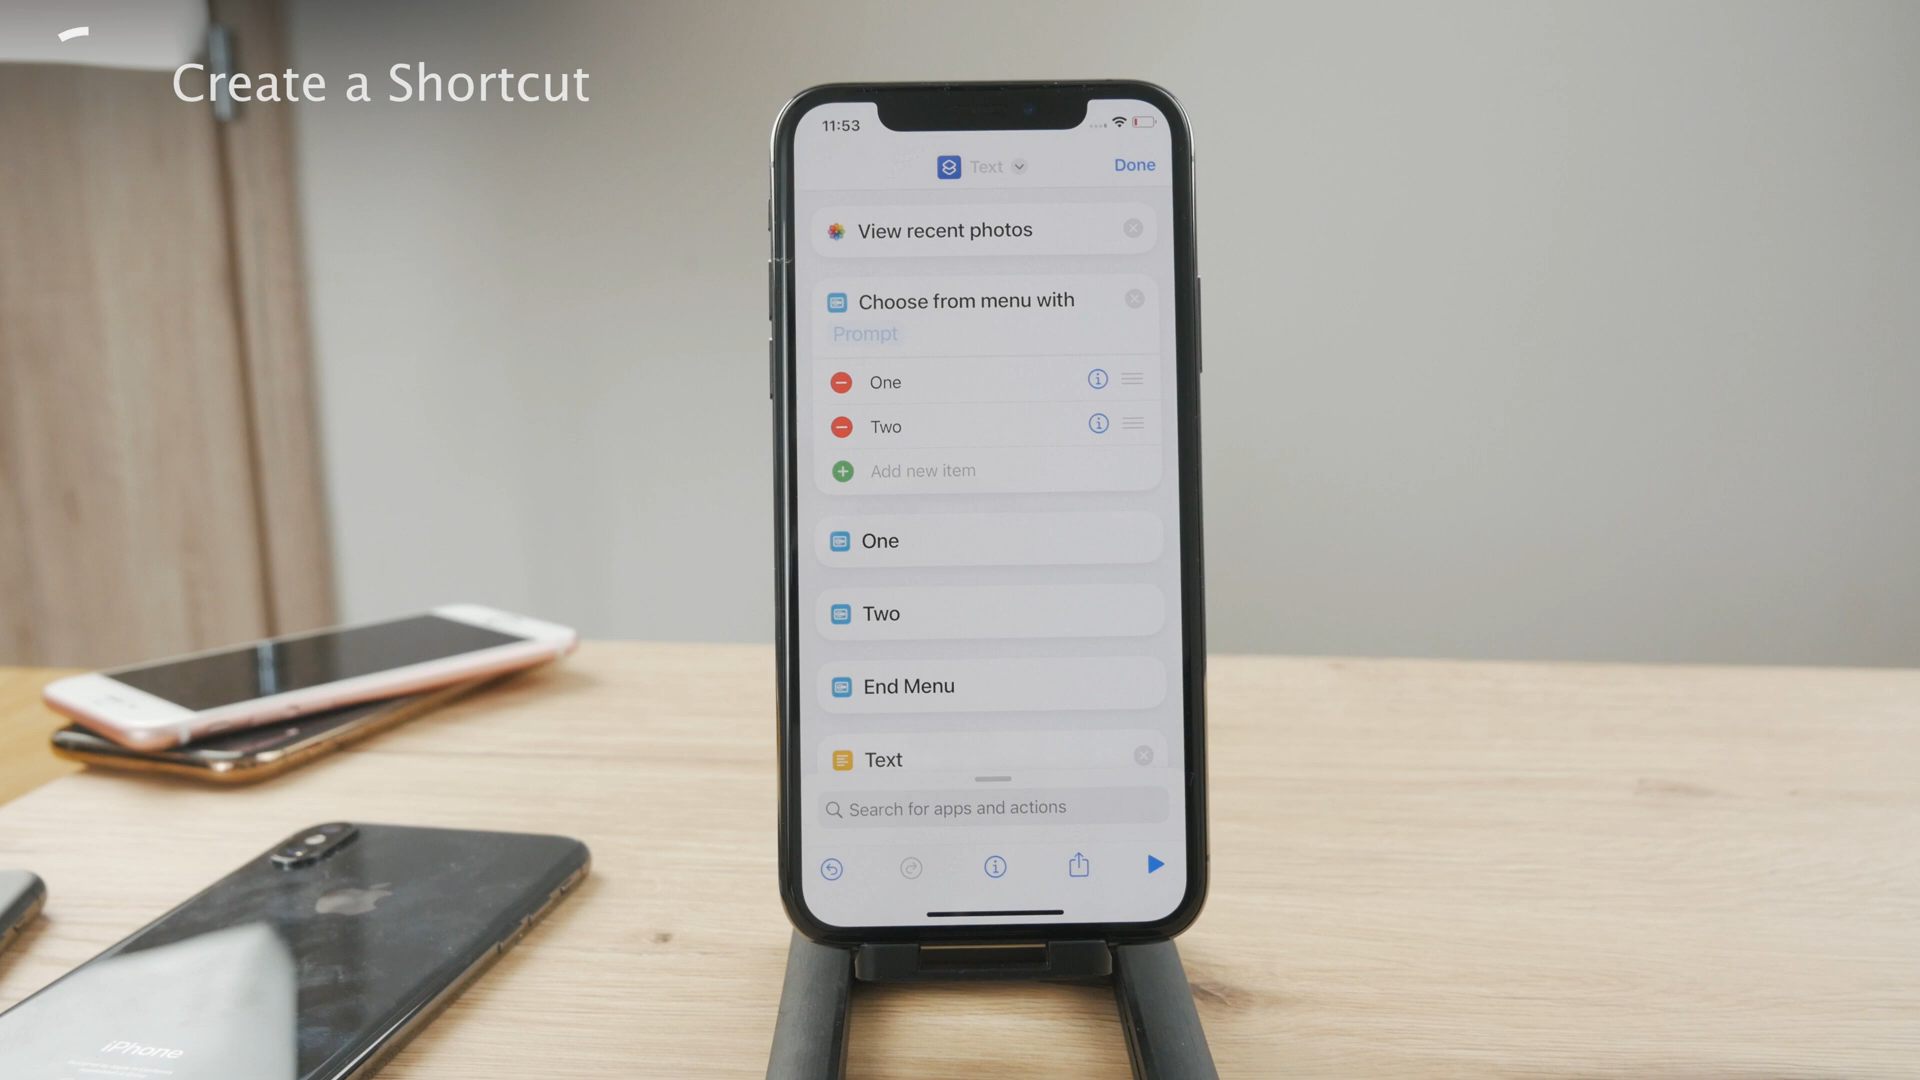 Create a Shortcut
11:53
Text
Done
View recent photos
Choose from menu with
Prompt
One
Two
Add new item
One
Two
End Menu
Text
Search for apps and actions
iPhone